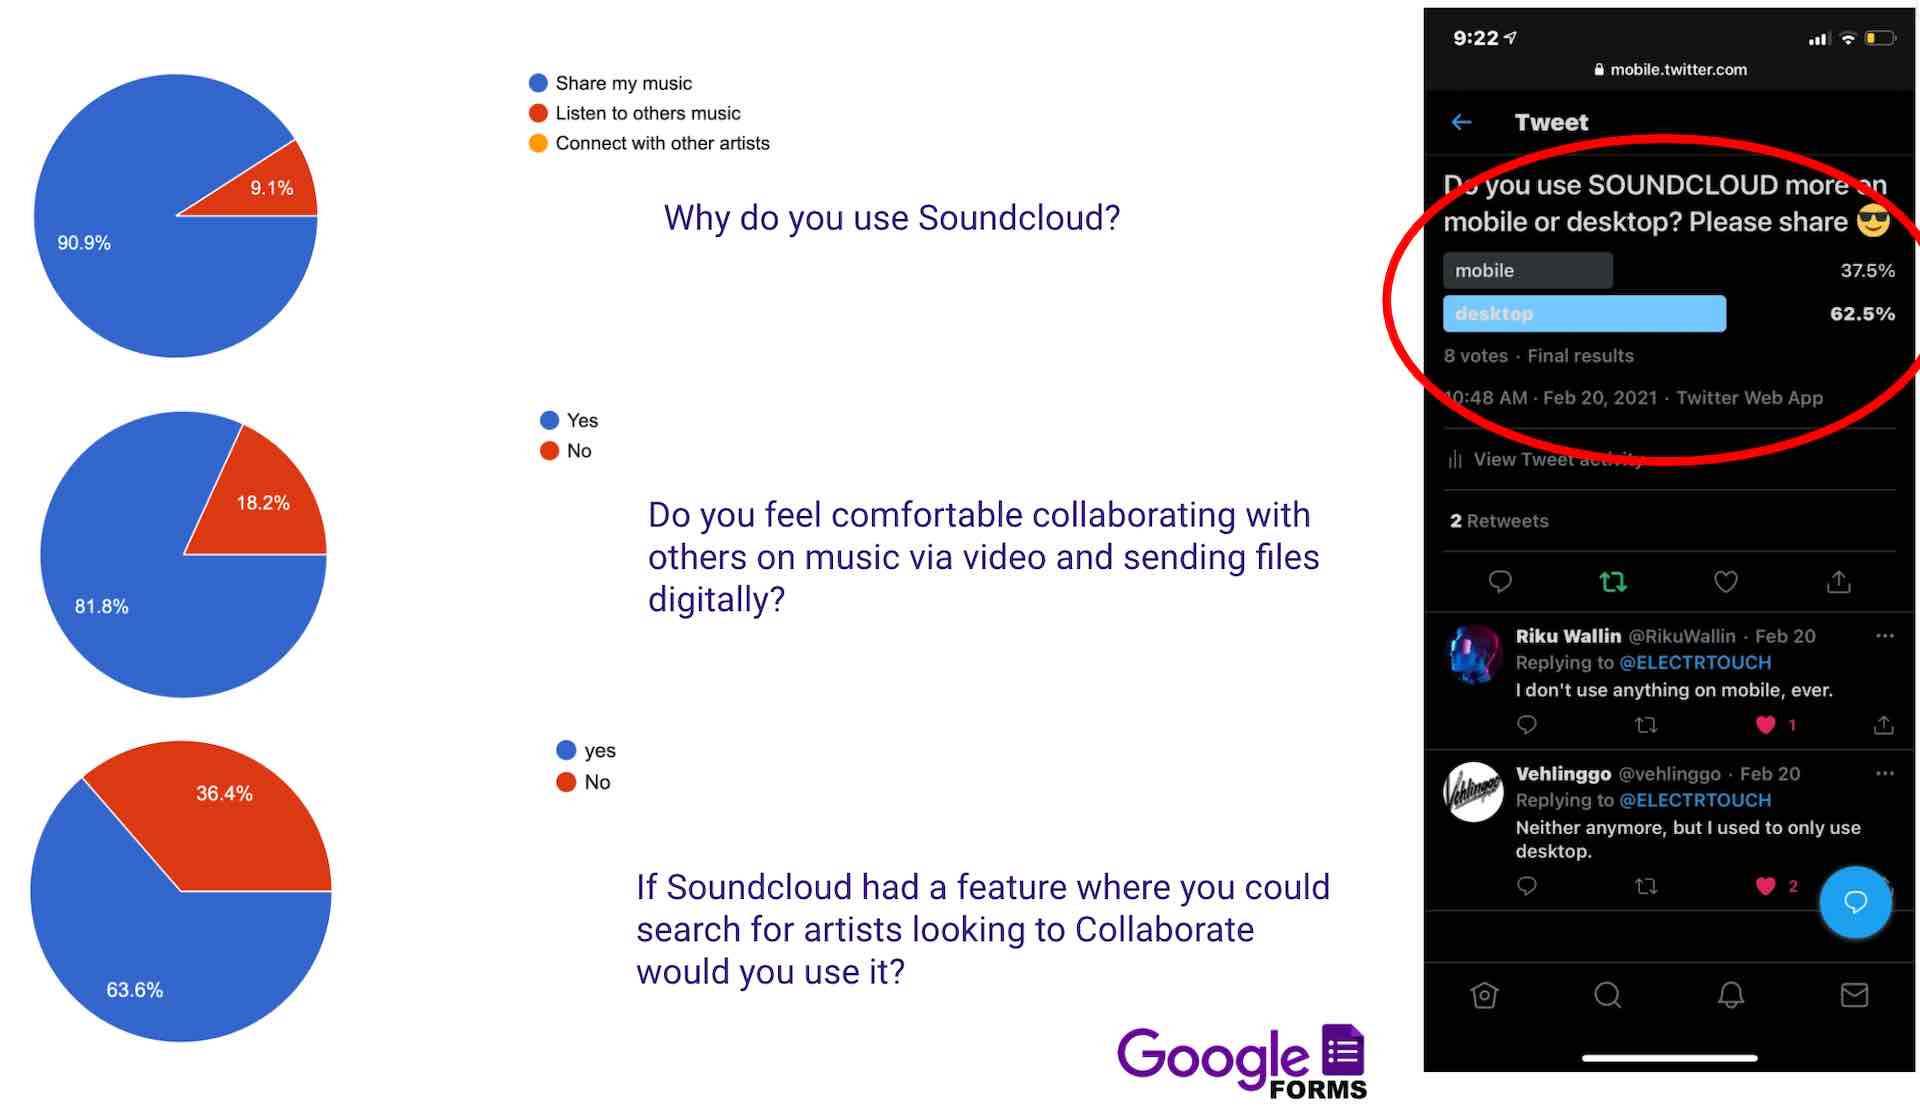 Share my music
Listen to others music
Connect with other artists
9.1%
90.9%
Why do you use Soundcloud?
Yes
No
18.2%
81.8%
Do you feel comfortable collaborating with
others on music via video and sending files
digitally?
yes
No
36.4%
63.6%
If Soundcloud had a feature where you could
search for artists looking to Collaborate
would you use it?
Google
FORMS
9:22
mobile.twitter.com
Tweet
Do you use SOUNDCLOUD more on
mobile or desktop? Please share 😎
mobile 37.5%
desktop 62.5%
8 votes · Final results
10:48 AM · Feb 20, 2021 · Twitter Web App
View Tweet activity
2 Retweets
Riku Wallin @RikuWallin · Feb 20
Replying to @ELECTRTOUCH
I don't use anything on mobile, ever.
1
Vehlinggo @vehlinggo · Feb 20
Replying to @ELECTRTOUCH
Neither anymore, but I used to only use
desktop.
2
Vehlinggo